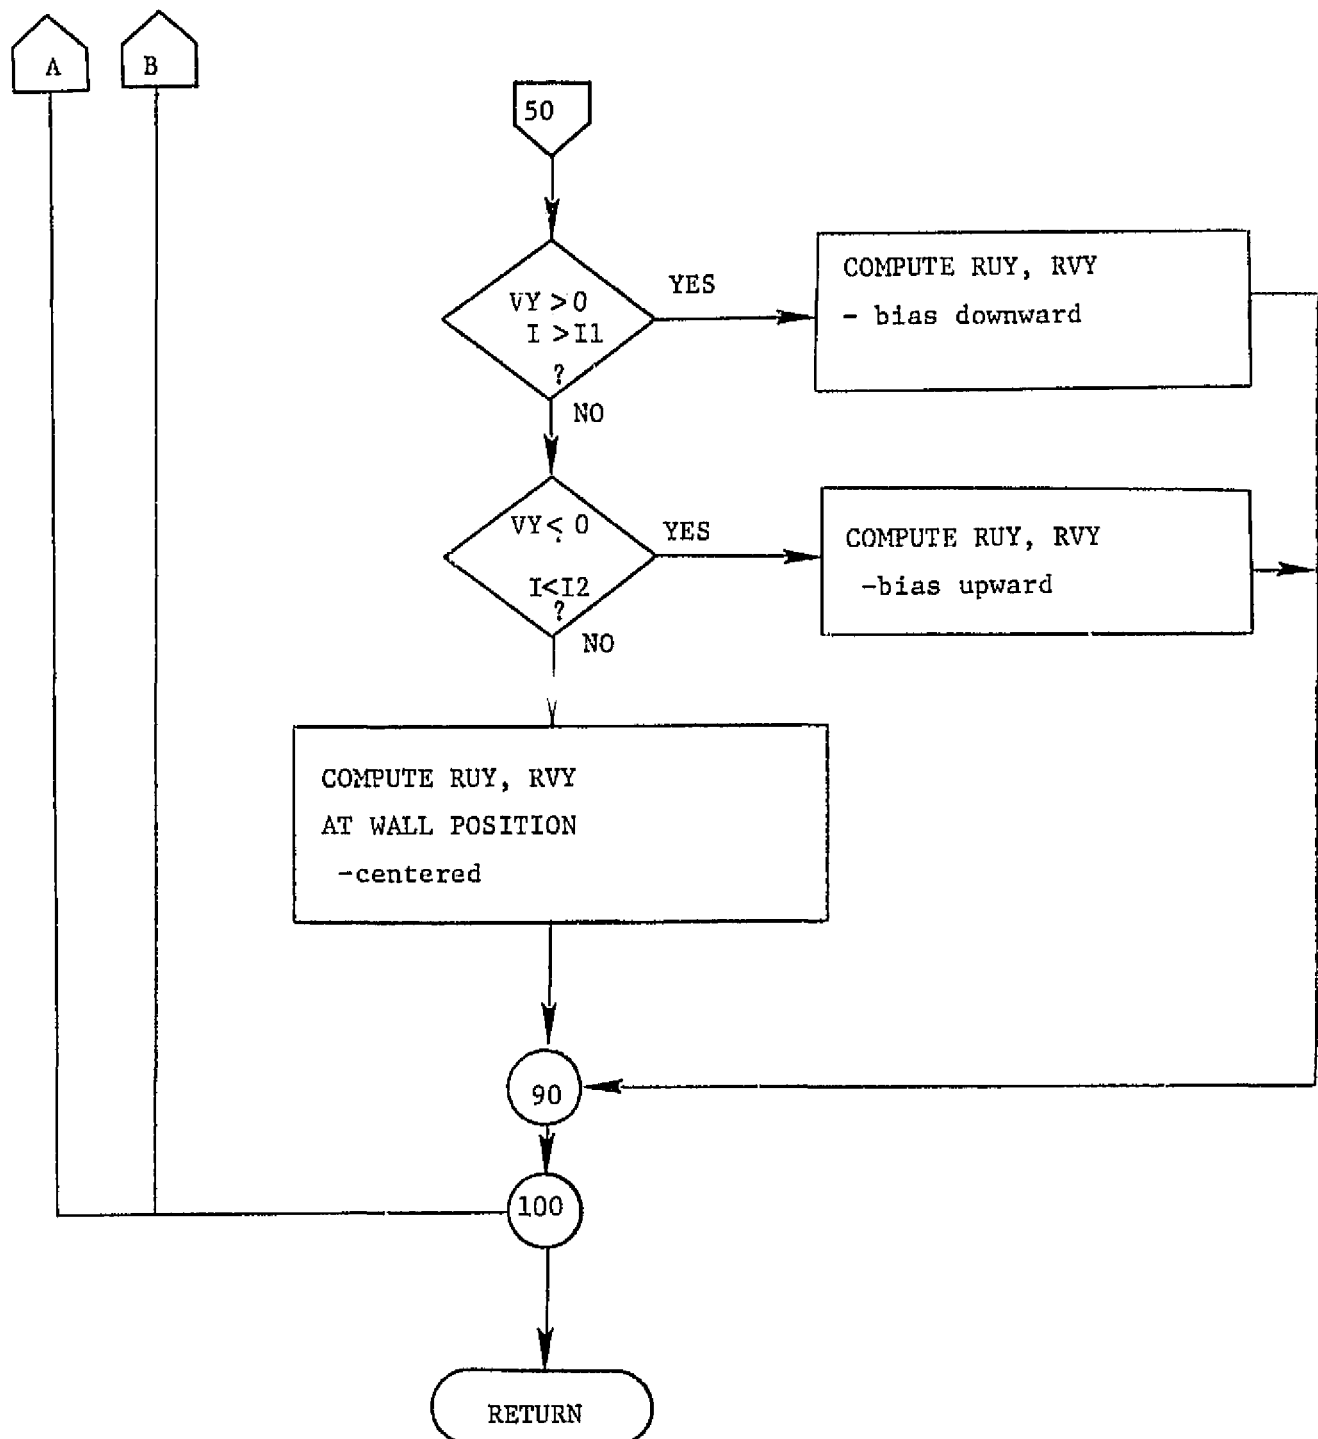 A
B
50
VY > 0
I > I1
?
YES
COMPUTE RUY, RVY
- bias downward
NO
VY < 0
?
I<I2
?
YES
COMPUTE RUY, RVY
-bias upward
NO
COMPUTE RUY, RVY
AT WALL POSITION
-centered
90
100
RETURN